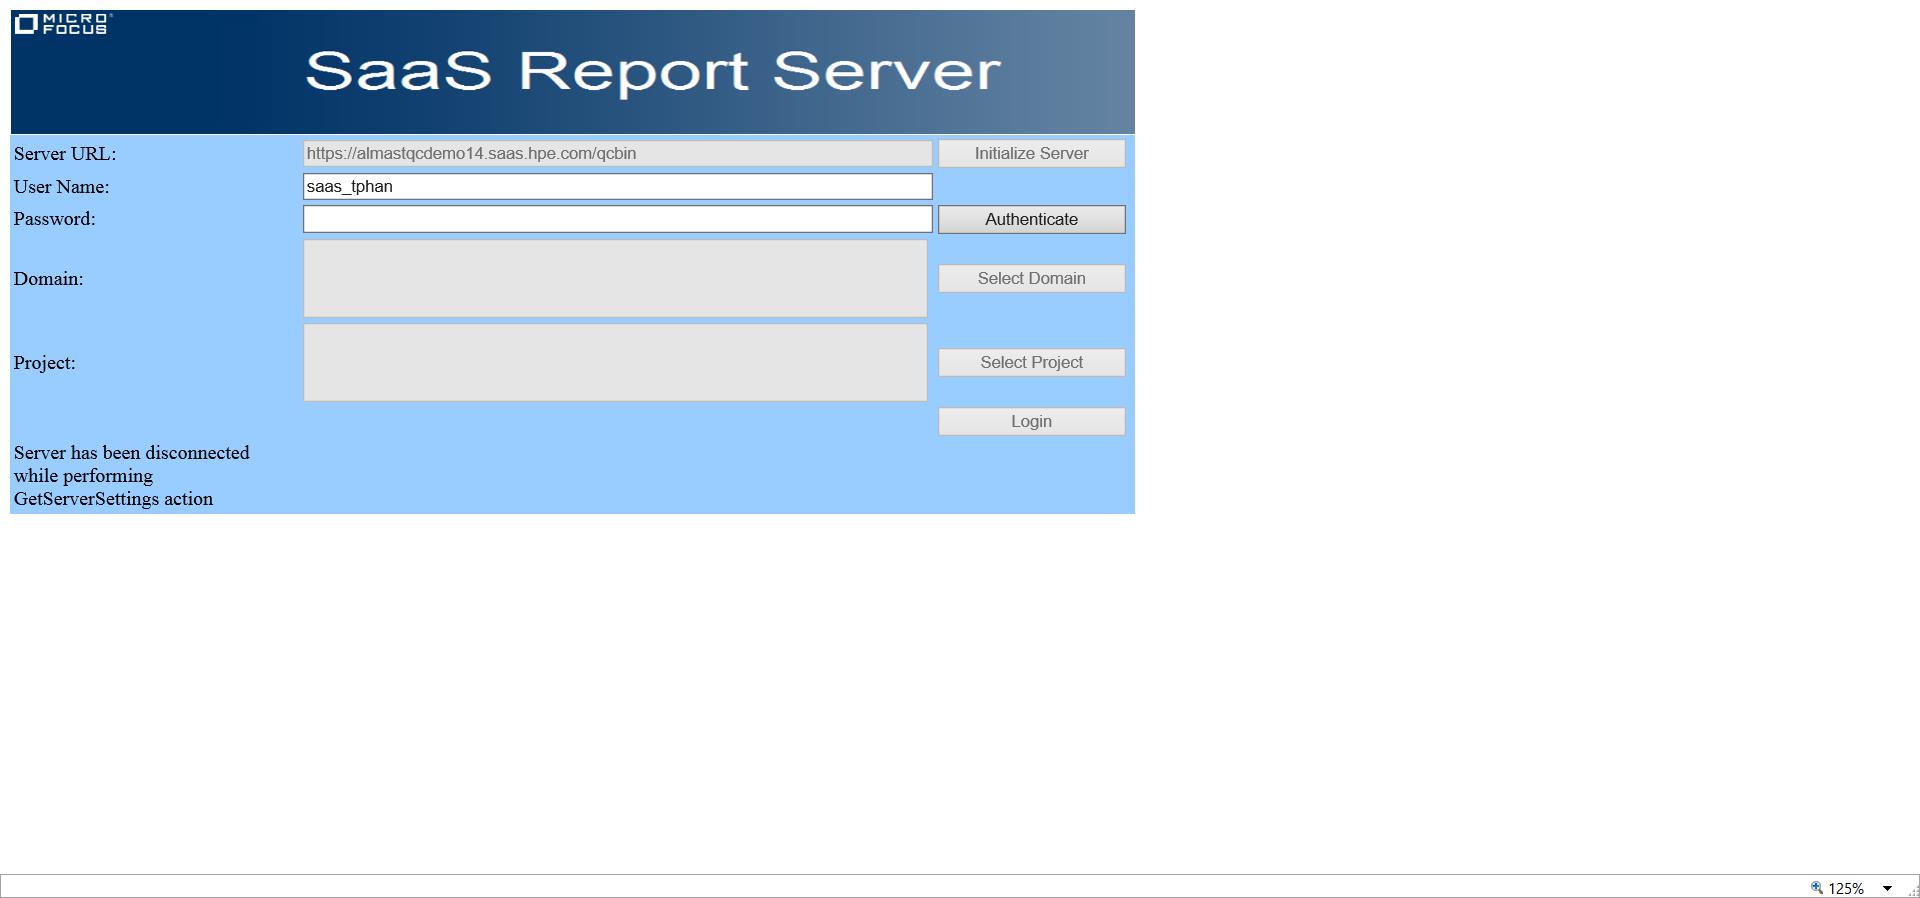 MICRO
FOCUS
SaaS Report Server
Server URL: https://almastqcdemo14.saas.hpe.com/qcbin Initialize Server
User Name: saas_tphan
Password: Authenticate
Domain: Select Domain
Project: Select Project
Login
Server has been disconnected
while performing
GetServerSettings action
125%